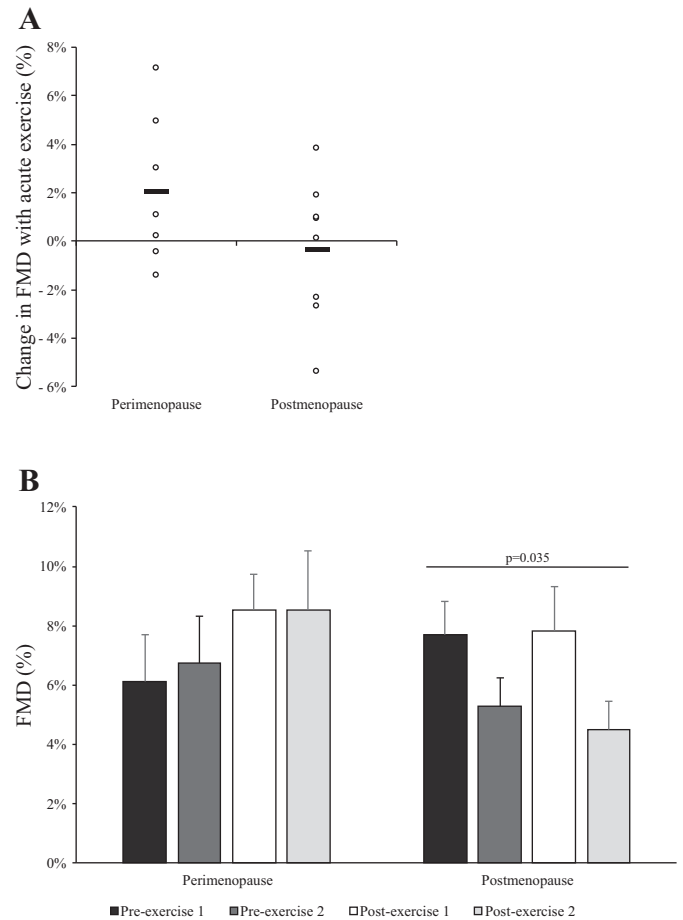 A
Change in FMD with acute exercise (%)
8%
6%
4%
2%
0%
- 2%
- 4%
- 6%
Perimenopause Postmenopause
B
FMD (%)
12%
10%
8%
6%
4%
2%
0%
p=0.035
Perimenopause Postmenopause
Pre-exercise 1 Pre-exercise 2 Post-exercise 1 Post-exercise 2